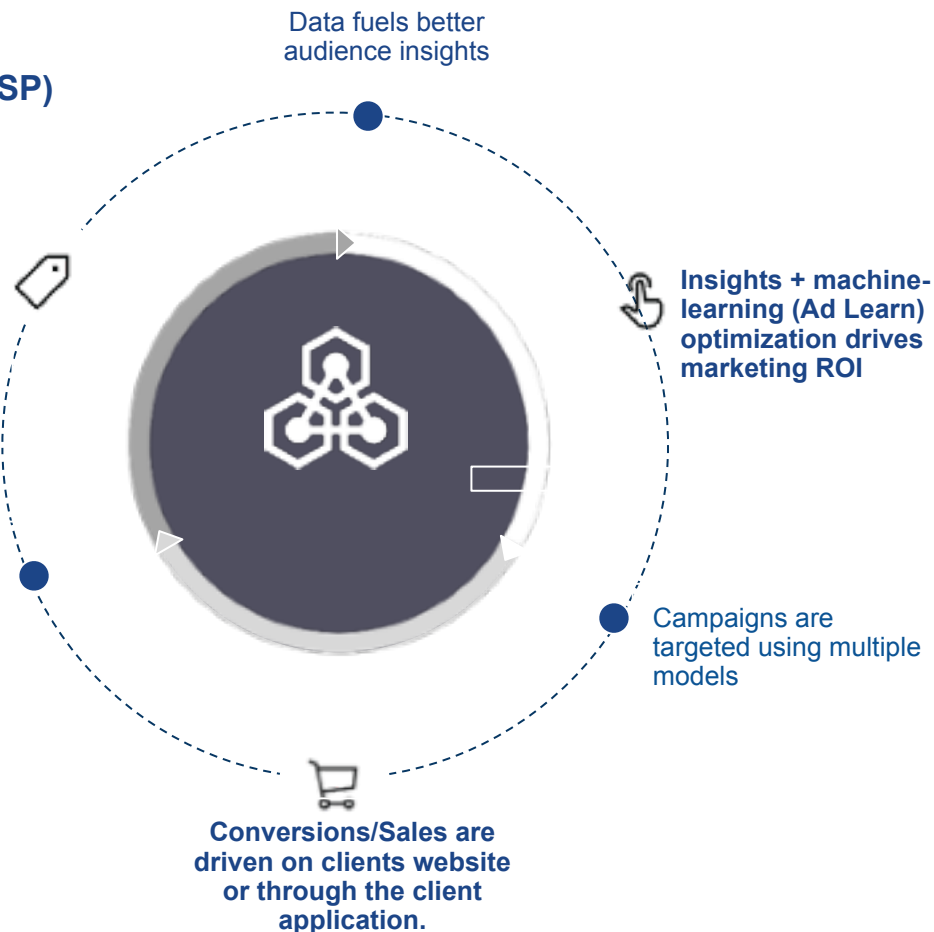 Data fuels better
audience insights
SP)
Insights + machine-
learning (Ad Learn)
optimization drives
marketing ROI
Campaigns are
targeted using multiple
models
Conversions/Sales are
driven on clients website
or through the client
application.